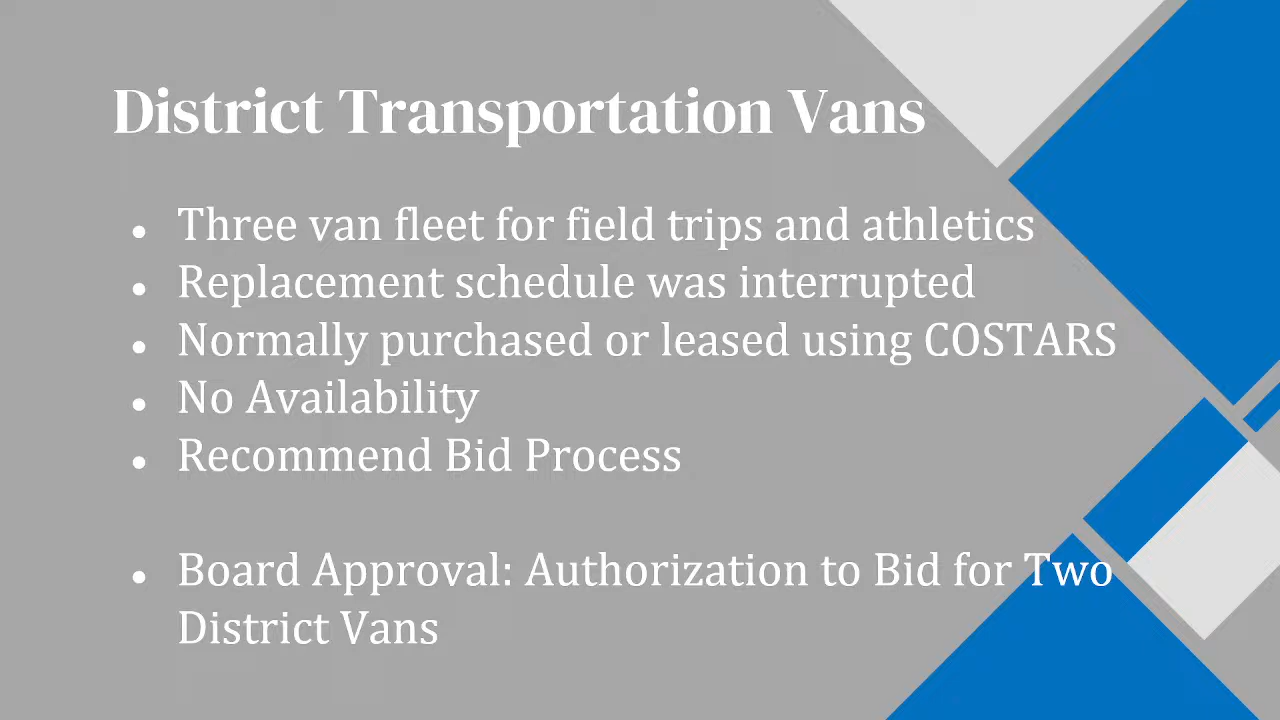 District Transportation Vans
● Three van fleet for field trips and athletics
● Replacement schedule was interrupted
● Normally purchased or leased using COSTARS
● No Availability
● Recommend Bid Process
● Board Approval: Authorization to Bid for Two
District Vans